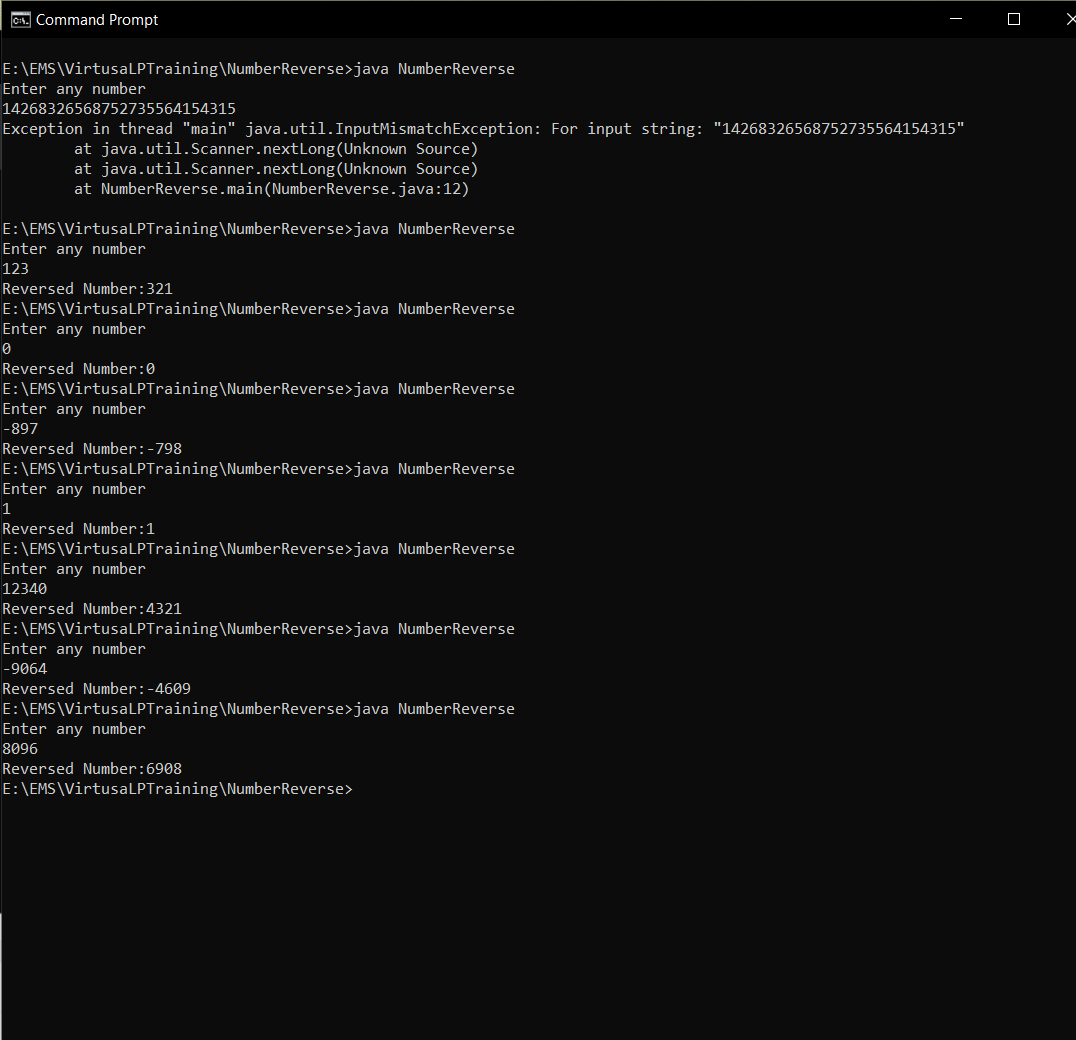 Command Prompt
E:\EMS\VirtusaLPTraining\NumberReverse>java NumberReverse
Enter any number
14268326568752735564154315
Exception in thread "main" java.util.InputMismatchException: For input string: "14268326568752735564154315"
        at java.util.Scanner.nextLong(Unknown Source)
        at java.util.Scanner.nextLong(Unknown Source)
        at NumberReverse.main(NumberReverse.java:12)
E:\EMS\VirtusaLPTraining\NumberReverse>java NumberReverse
Enter any number
123
Reversed Number:321
E:\EMS\VirtusaLPTraining\NumberReverse>java NumberReverse
Enter any number
0
Reversed Number:0
E:\EMS\VirtusaLPTraining\NumberReverse>java NumberReverse
Enter any number
-897
Reversed Number:-798
E:\EMS\VirtusaLPTraining\NumberReverse>java NumberReverse
Enter any number
1
Reversed Number:1
E:\EMS\VirtusaLPTraining\NumberReverse>java NumberReverse
Enter any number
12340
Reversed Number:4321
E:\EMS\VirtusaLPTraining\NumberReverse>java NumberReverse
Enter any number
-9064
Reversed Number:-4609
E:\EMS\VirtusaLPTraining\NumberReverse>java NumberReverse
Enter any number
8096
Reversed Number:6908
E:\EMS\VirtusaLPTraining\NumberReverse>